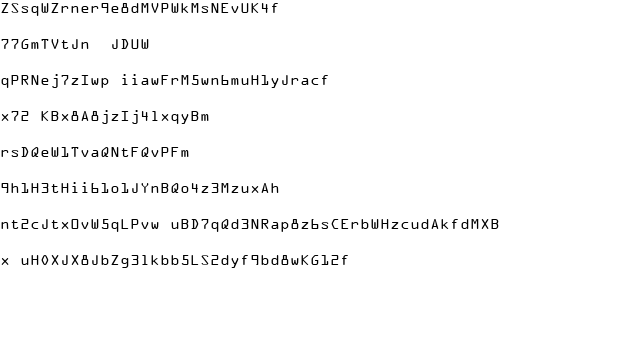 ZSsqWZrner9e8dMVPWkMsNEvUK4f
77GmTVtJn  JDUW
qPRNej7zIwp iiawFrM5wn6muH1yJracf
x72 KBx8A8jzIj41xqyBm
rsDQeW1TvaQNtFQvPFm
9h1H3tHii61o1JYnBQo4z3MzuxAh
nt2cJtxOvW5qLPvw uBD7qQd3NRap8z6sCErbWHzcudAkfdMXB
x uH0XJX8JbZg31kbb5LS2dyf9bd8wKG12f